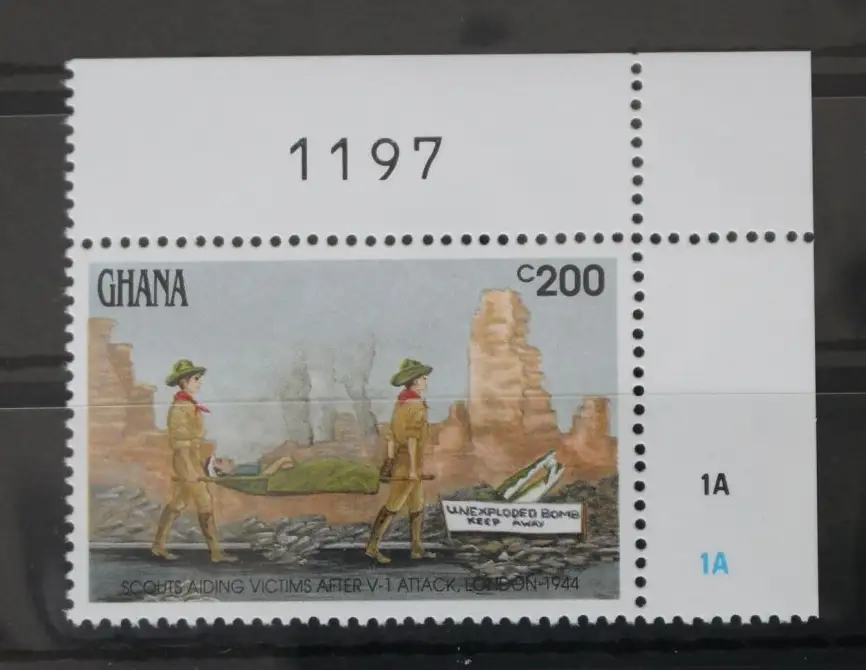 1197
GHANA
C200
UNEXPLODED BOMB
KEEP AWAY
SCOUTS AIDING VICTIMS AFTER V-1 ATTACK, LONDON-1944
1A
1A